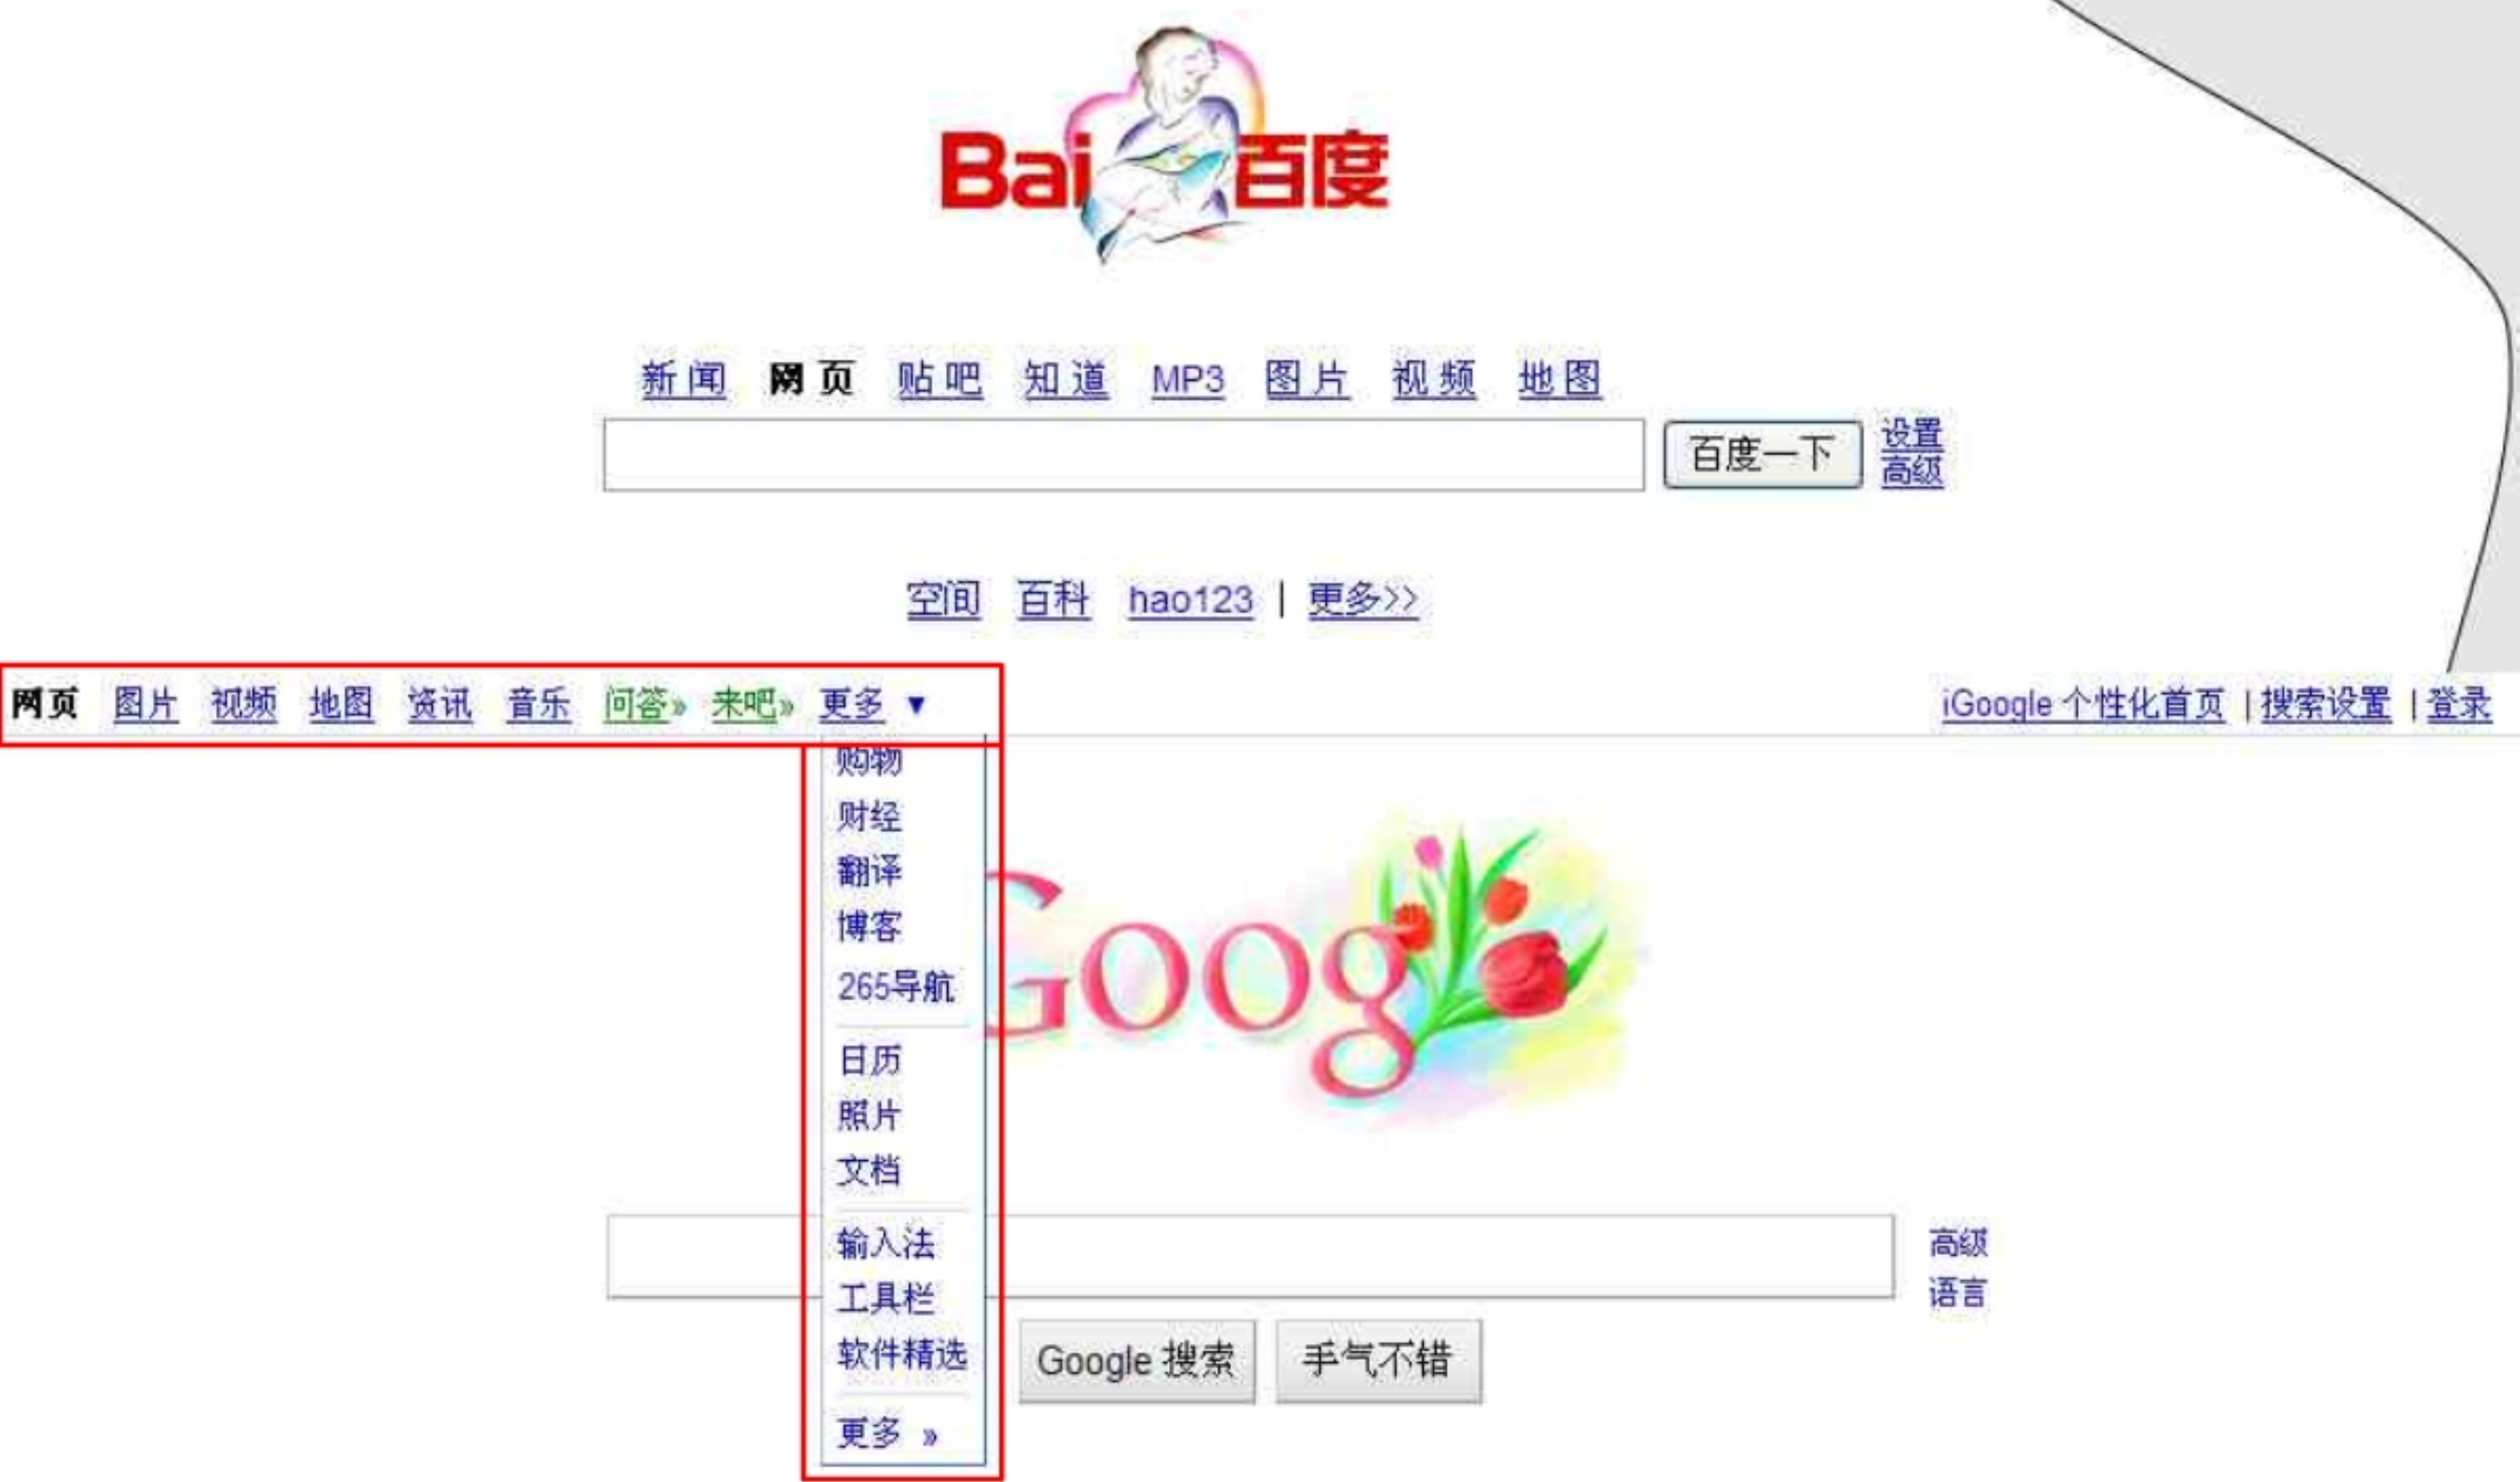 Bai 百度
新闻 网页 贴吧 知道 MP3 图片 视频 地图
百度一下 设置
高级
空间 百科 hao123 | 更多>>
网页 图片 视频 地图 资讯 音乐 问答» 来吧» 更多 ▼ iGoogle 个性化首页 | 搜索设置 | 登录
购物
财经
翻译
博客
265导航
日历
照片
文档
输入法
工具栏
软件精选
更多 »
Goog
高级
语言
Google 搜索 手气不错